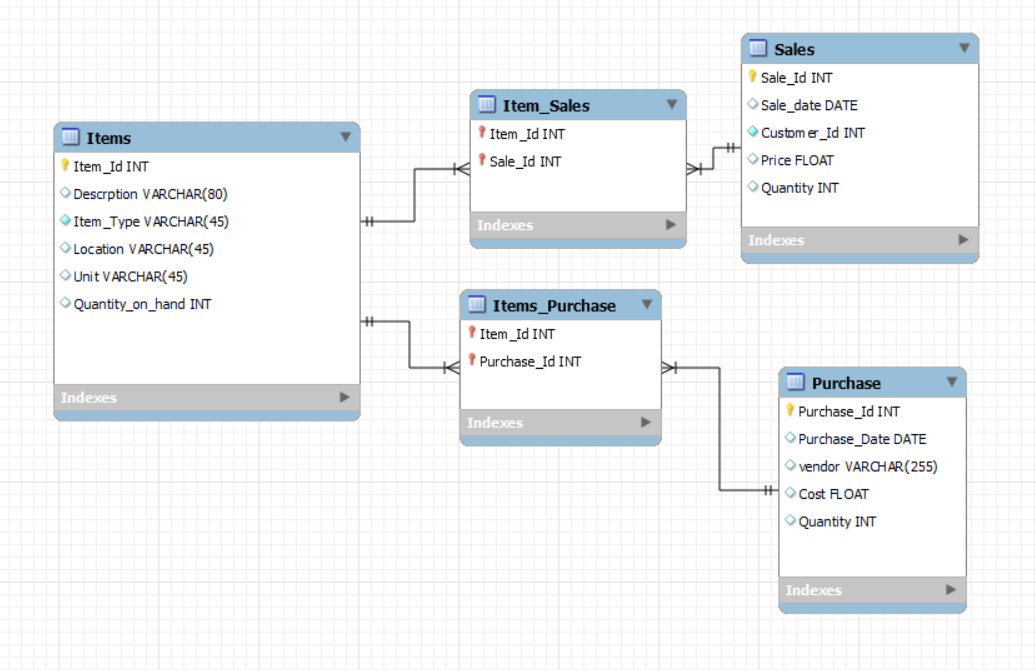 Items
Item_Id INT
Descrption VARCHAR(80)
Item_Type VARCHAR(45)
Location VARCHAR(45)
Unit VARCHAR(45)
Quantity_on_hand INT
Indexes
Item_Sales
Item_Id INT
Sale_Id INT
Indexes
Sales
Sale_Id INT
Sale_date DATE
Customer_Id INT
Price FLOAT
Quantity INT
Indexes
Items_Purchase
Item_Id INT
Purchase_Id INT
Indexes
Purchase
Purchase_Id INT
Purchase_Date DATE
vendor VARCHAR(255)
Cost FLOAT
Quantity INT
Indexes